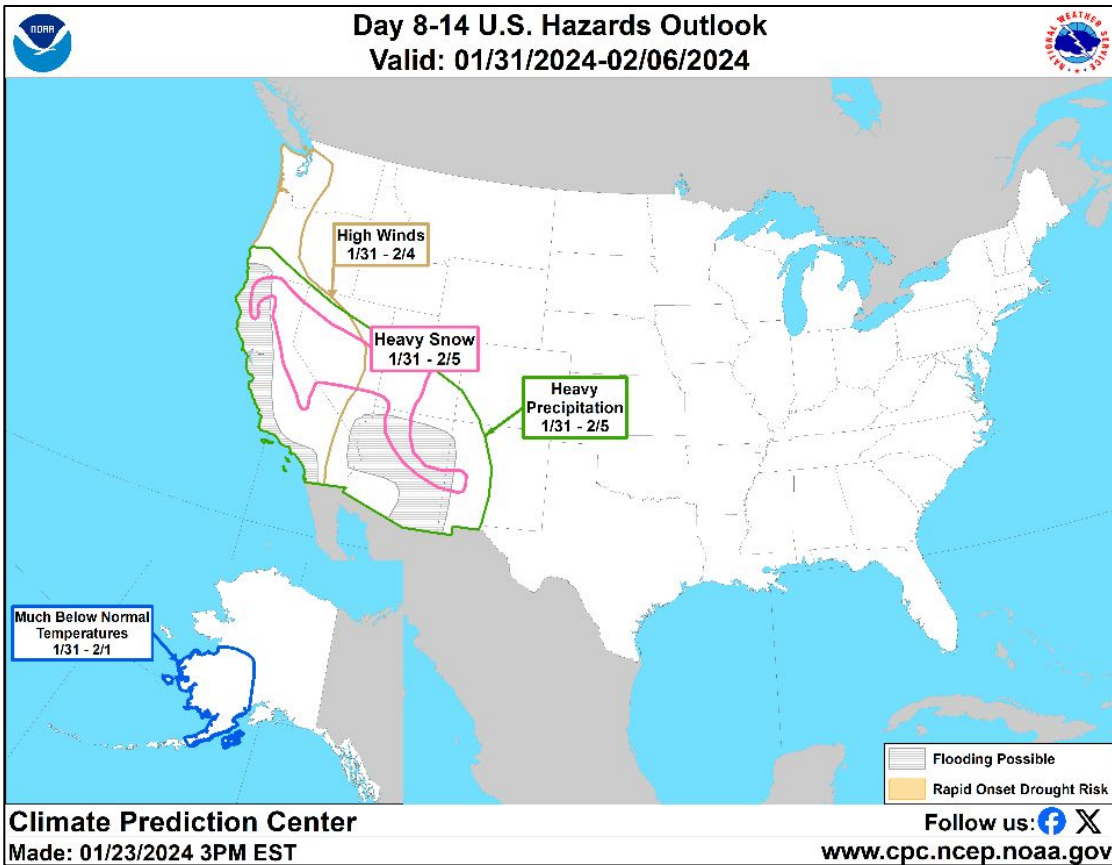 NOAA
Day 8-14 U.S. Hazards Outlook
Valid: 01/31/2024-02/06/2024
NATIONAL WEATHER SERVICE
High Winds
1/31 - 2/4
Heavy Snow
1/31 - 2/5
Heavy
Precipitation
1/31 - 2/5
Much Below Normal
Temperatures
1/31 - 2/1
Flooding Possible
Rapid Onset Drought Risk
Climate Prediction Center
Follow us:
Made: 01/23/2024 3PM EST
www.cpc.ncep.noaa.gov